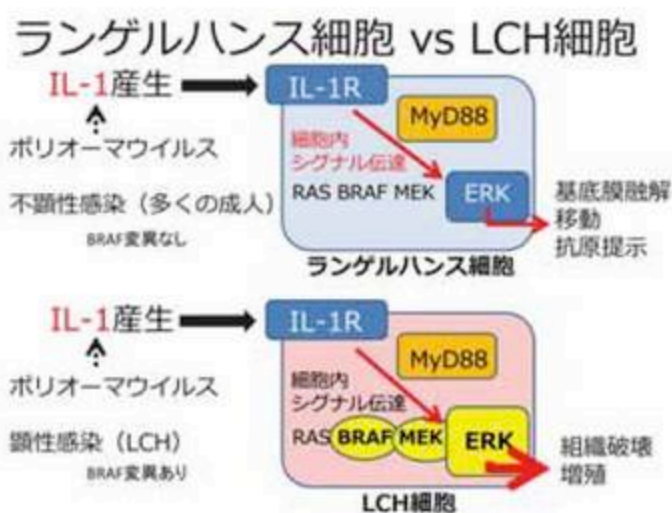 ランゲルハンス細胞 vs LCH細胞
IL-1産生
IL-1R
MyD88
ポリオーマウイルス
細胞内
シグナル伝達
RAS BRAF MEK
ERK
不顕性感染（多くの成人）
BRAF変異なし
基底膜融解
移動
抗原提示
ランゲルハンス細胞
IL-1産生
IL-1R
MyD88
ポリオーマウイルス
細胞内
シグナル伝達
RAS BRAF MEK
ERK
顕性感染（LCH）
BRAF変異あり
組織破壊
増殖
LCH細胞